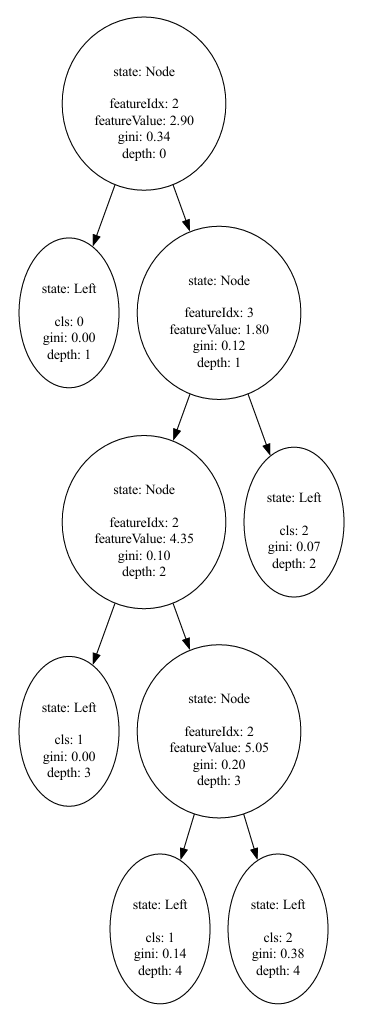 state: Node
featureIdx: 2
featureValue: 2.90
gini: 0.34
depth: 0
state: Left
cls: 0
gini: 0.00
depth: 1
state: Node
featureIdx: 3
featureValue: 1.80
gini: 0.12
depth: 1
state: Node
featureIdx: 2
featureValue: 4.35
gini: 0.10
depth: 2
state: Left
cls: 2
gini: 0.07
depth: 2
state: Left
cls: 1
gini: 0.00
depth: 3
state: Node
featureIdx: 2
featureValue: 5.05
gini: 0.20
depth: 3
state: Left
cls: 1
gini: 0.14
depth: 4
state: Left
cls: 2
gini: 0.38
depth: 4